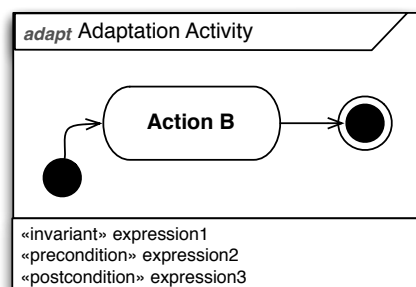 adapt Adaptation Activity
Action B
«invariant» expression1
«precondition» expression2
«postcondition» expression3